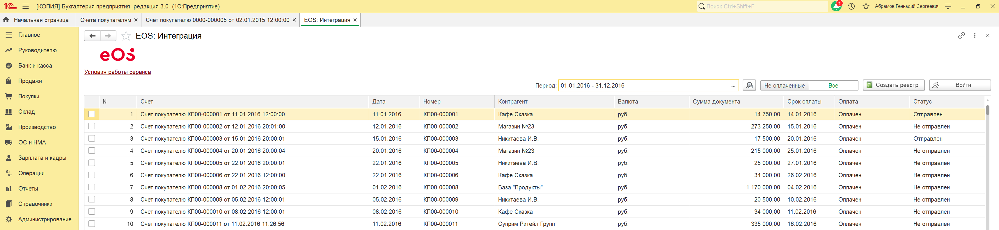 1С [КОПИЯ] Бухгалтерия предприятия, редакция 3.0 (1С:Предприятие) Поиск Ctrl+Shift+F 1 Абрамов Геннадий Сергеевич
Начальная страница Счета покупателям Счет покупателю 0000-000005 от 02.01.2015 12:00:00 EOS: Интеграция
Главное
Руководителю
Банк и касса
Продажи
Покупки
Склад
Производство
ОС и НМА
Зарплата и кадры
Дт Кт Операции
Отчеты
Справочники
Администрирование
EOS: Интеграция
eos
Условия работы сервиса
Период: 01.01.2016 - 31.12.2016 ... Не оплаченные Все Создать реестр Войти
N Счет Дата Номер Контрагент Валюта Сумма документа Срок оплаты Оплата Статус
1 Счет покупателю КП00-000001 от 11.01.2016 12:00:00 11.01.2016 КП00-000001 Кафе Сказка руб. 14 750,00 14.01.2016 Оплачен Отправлен
2 Счет покупателю КП00-000002 от 12.01.2016 20:01:00 12.01.2016 КП00-000002 Магазин №23 руб. 273 250,00 15.01.2016 Оплачен Не отправлен
3 Счет покупателю КП00-000003 от 15.01.2016 20:00:01 15.01.2016 КП00-000003 Никитаева И.В. руб. 17 500,00 20.01.2016 Оплачен Отправлен
4 Счет покупателю КП00-000004 от 20.01.2016 20:00:04 20.01.2016 КП00-000004 Магазин №23 руб. 215 000,00 25.01.2016 Оплачен Не отправлен
5 Счет покупателю КП00-000005 от 22.01.2016 20:00:01 22.01.2016 КП00-000005 Никитаева И.В. руб. 25 000,00 27.01.2016 Оплачен Не отправлен
6 Счет покупателю КП00-000006 от 22.01.2016 12:00:00 22.01.2016 КП00-000006 Кафе Сказка руб. 34 000,00 26.02.2016 Оплачен Не отправлен
7 Счет покупателю КП00-000008 от 01.02.2016 20:00:05 01.02.2016 КП00-000008 База "Продукты" руб. 1 170 000,00 04.02.2016 Оплачен Не отправлен
8 Счет покупателю КП00-000009 от 05.02.2016 12:00:01 05.02.2016 КП00-000009 Никитаева И.В. руб. 20 500,00 10.02.2016 Оплачен Не отправлен
9 Счет покупателю КП00-000010 от 08.02.2016 12:00:01 08.02.2016 КП00-000010 Кафе Сказка руб. 34 000,00 11.02.2016 Оплачен Не отправлен
10 Счет покупателю КП00-000011 от 11.02.2016 11:26:56 11.02.2016 КП00-000011 Суприм Ритейл Групп руб. 335 000,00 16.02.2016 Оплачен Не отправлен